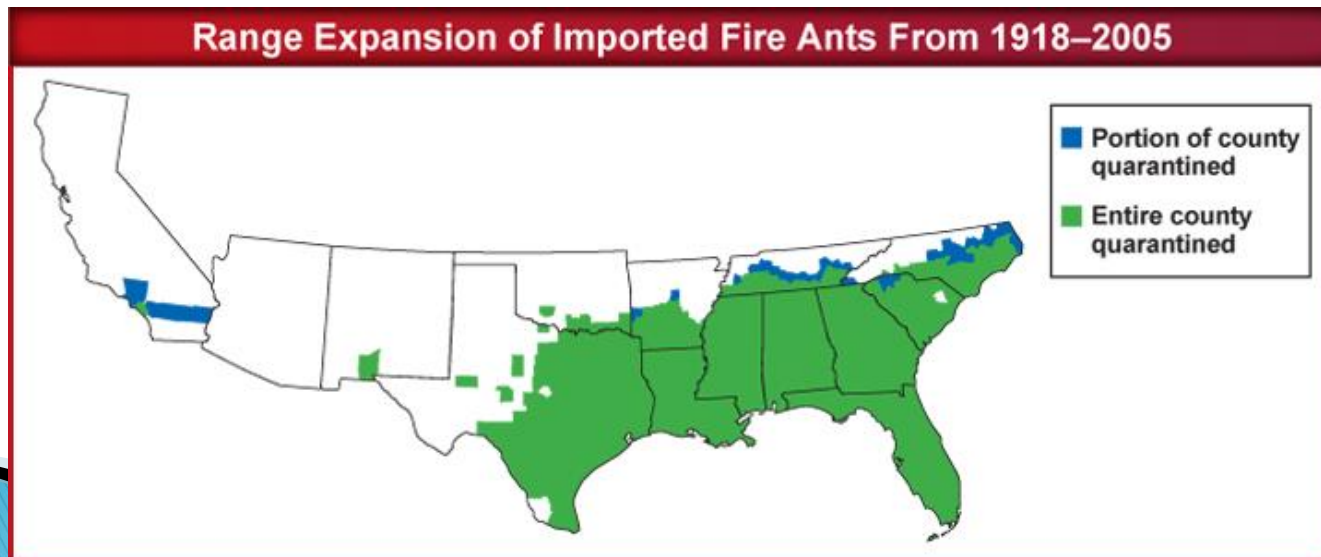 Range Expansion of Imported Fire Ants From 1918–2005
Portion of county
quarantined
Entire county
quarantined